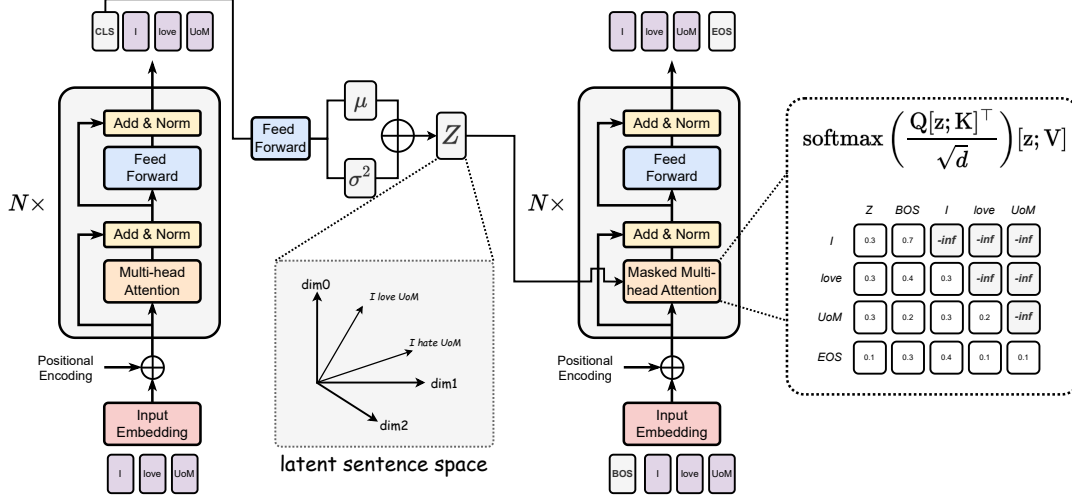 CLS I love UoM
Add & Norm
Feed
Forward
N×
Add & Norm
Multi-head
Attention
Positional
Encoding
Input
Embedding
I love UoM
Feed
Forward
μ
σ²
Z
dim0
I love UoM
I hate UoM
dim1
dim2
latent sentence space
I love UoM EOS
Add & Norm
Feed
Forward
N×
Add & Norm
Masked Multi-
head Attention
Positional
Encoding
Input
Embedding
BOS I love UoM
softmax(Q[z;K]⊤/√d)[z;V]
Z BOS I love UoM
I 0.3 0.7 -inf -inf -inf
love 0.3 0.4 0.3 -inf -inf
UoM 0.3 0.2 0.3 0.2 -inf
EOS 0.1 0.3 0.4 0.1 0.1